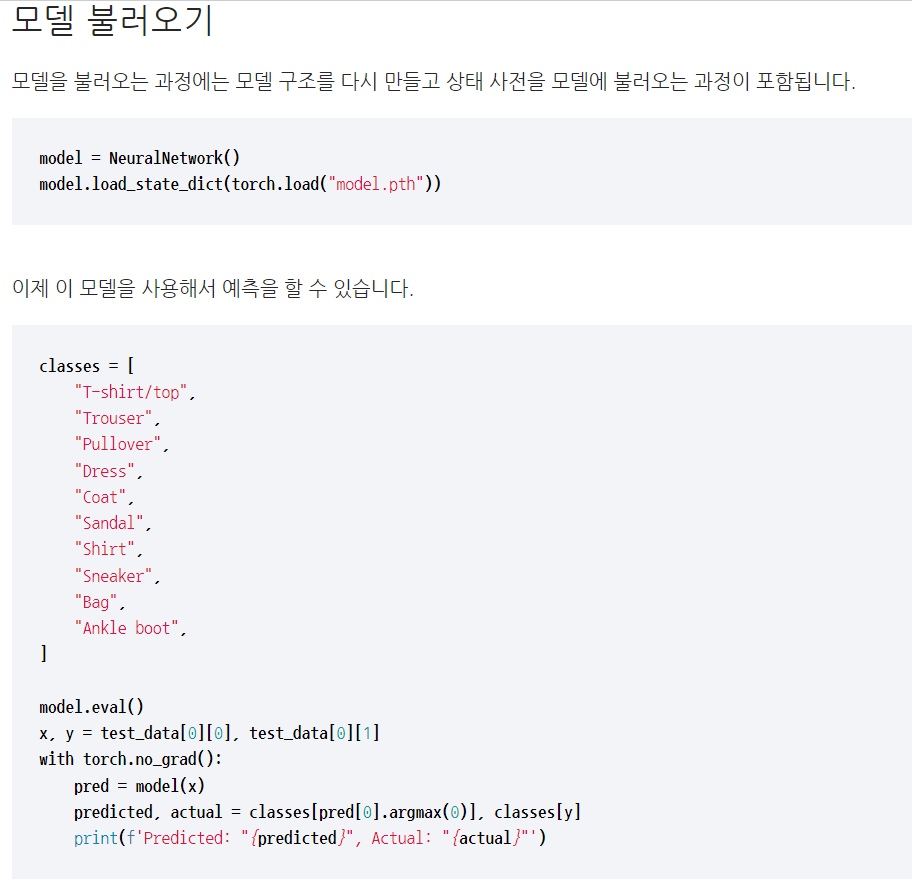 모델 불러오기
모델을 불러오는 과정에는 모델 구조를 다시 만들고 상태 사전을 모델에 불러오는 과정이 포함됩니다.
model = NeuralNetwork()
model.load_state_dict(torch.load("model.pth"))
이제 이 모델을 사용해서 예측을 할 수 있습니다.
classes = [
    "T-shirt/top",
    "Trouser",
    "Pullover",
    "Dress",
    "Coat",
    "Sandal",
    "Shirt",
    "Sneaker",
    "Bag",
    "Ankle boot",
]
model.eval()
x, y = test_data[0][0], test_data[0][1]
with torch.no_grad():
    pred = model(x)
    predicted, actual = classes[pred[0].argmax(0)], classes[y]
    print(f'Predicted: "{predicted}", Actual: "{actual}"')